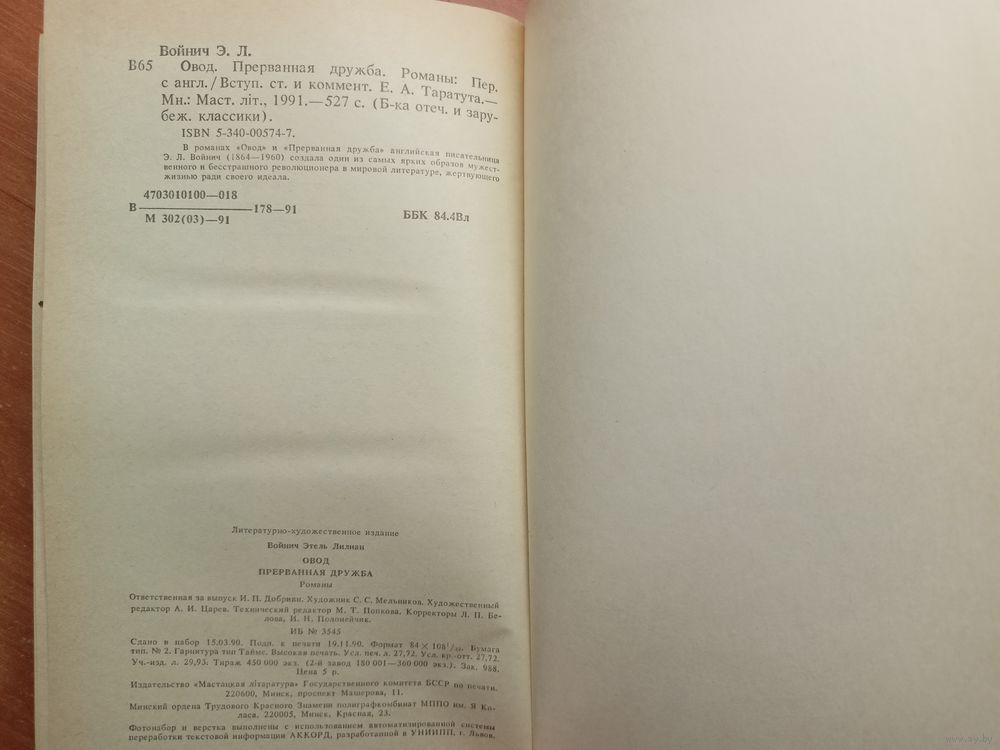 Войнич Э. Л.
В65 Овод. Прерванная дружба. Романы: Пер.
с англ./Вступ. ст. и коммент. Е. А. Таратута.—
Мн.: Маст. літ., 1991.—527 с. (Б-ка отеч. и зару-
беж. классики).
ISBN 5-340-00574-7.
В романах «Овод» и «Прерванная дружба» английская писательница
Э. Л. Войнич (1864—1960) создала один из самых ярких образов мужест-
венного и бесстрашного революционера в мировой литературе, жертвующего
жизнью ради своего идеала.
4703010100—018
В———178—91
М 302(03)—91
ББК 84.4Вл
Литературно-художественное издание
Войнич Этель Лилиан
ОВОД
ПРЕРВАННАЯ ДРУЖБА
Романы
Ответственная за выпуск И. П. Добриян. Художник С. С. Мельников. Художественный
редактор А. И. Царев. Технический редактор М. Т. Попкова. Корректоры Л. П. Бе-
лова, И. Н. Полонейчик.
ИБ № 3545
Сдано в набор 15.03.90. Подп. к печати 19.11.90. Формат 84×108¹/₃₂. Бумага
тип. № 2. Гарнитура тип Таймс. Высокая печать. Усл. печ. л. 27,72. Усл. кр.-отт. 27,72.
Уч.-изд. л. 29,93. Тираж 450 000 экз. (2-й завод 180 001—360 000 экз.). Зак. 988.
Цена 5 р.
Издательство «Мастацкая літаратура» Государственного комитета БССР по печати.
220600, Минск, проспект Машерова, 11.
Минский ордена Трудового Красного Знамени полиграфкомбинат МППО им. Я Ко-
ласа. 220005, Минск, Красная, 23.
Фотонабор и верстка выполнены с использованием автоматизированной системы
переработки текстовой информации АККОРД, разработанной в УНИИПП, г. Львов.
www.ay.by